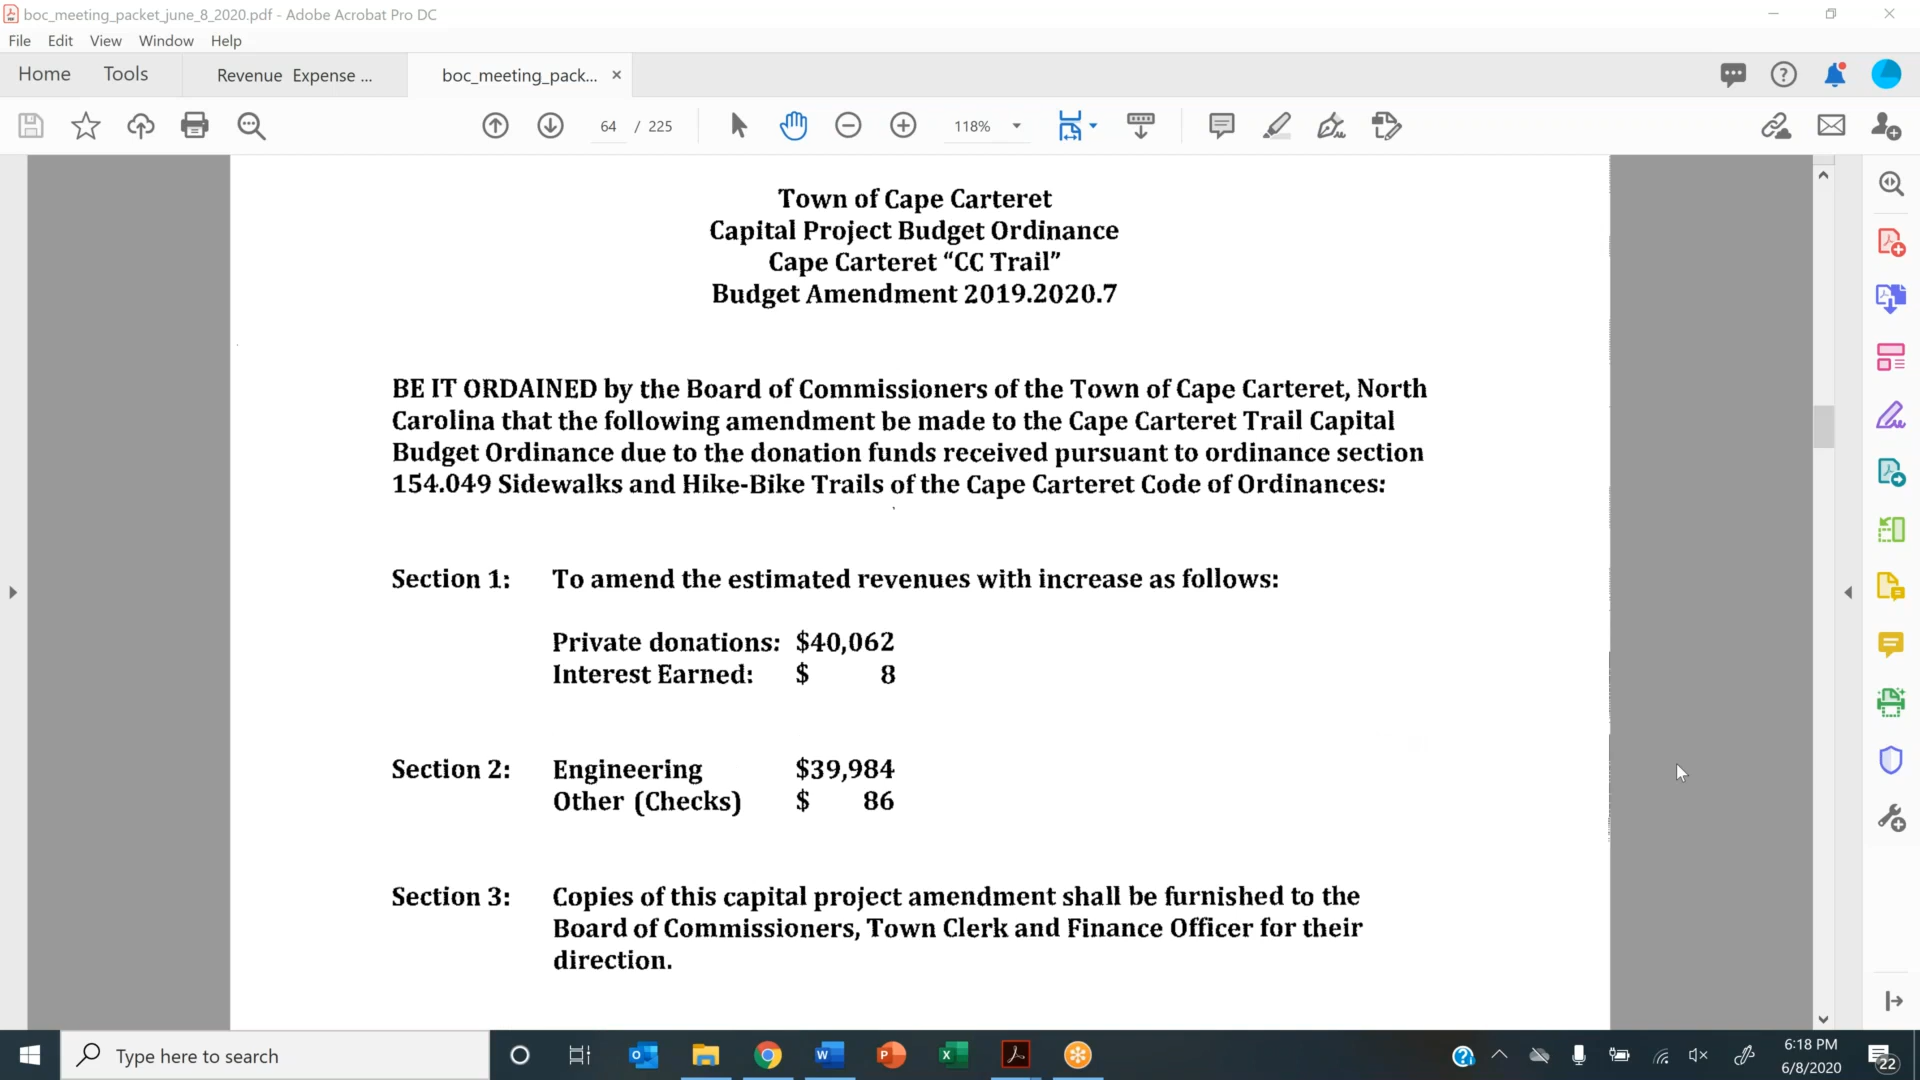 boc_meeting_packet_june_8_2020.pdf - Adobe Acrobat Pro DC
File Edit View Window Help
Home Tools Revenue Expense ... boc_meeting_pack... ×
64 / 225 118%
Town of Cape Carteret
Capital Project Budget Ordinance
Cape Carteret “CC Trail”
Budget Amendment 2019.2020.7
BE IT ORDAINED by the Board of Commissioners of the Town of Cape Carteret, North
Carolina that the following amendment be made to the Cape Carteret Trail Capital
Budget Ordinance due to the donation funds received pursuant to ordinance section
154.049 Sidewalks and Hike-Bike Trails of the Cape Carteret Code of Ordinances:
Section 1: To amend the estimated revenues with increase as follows:
Private donations: $40,062
Interest Earned: $ 8
Section 2: Engineering $39,984
Other (Checks) $ 86
Section 3: Copies of this capital project amendment shall be furnished to the
Board of Commissioners, Town Clerk and Finance Officer for their
direction.
Type here to search
6:18 PM
6/8/2020
22